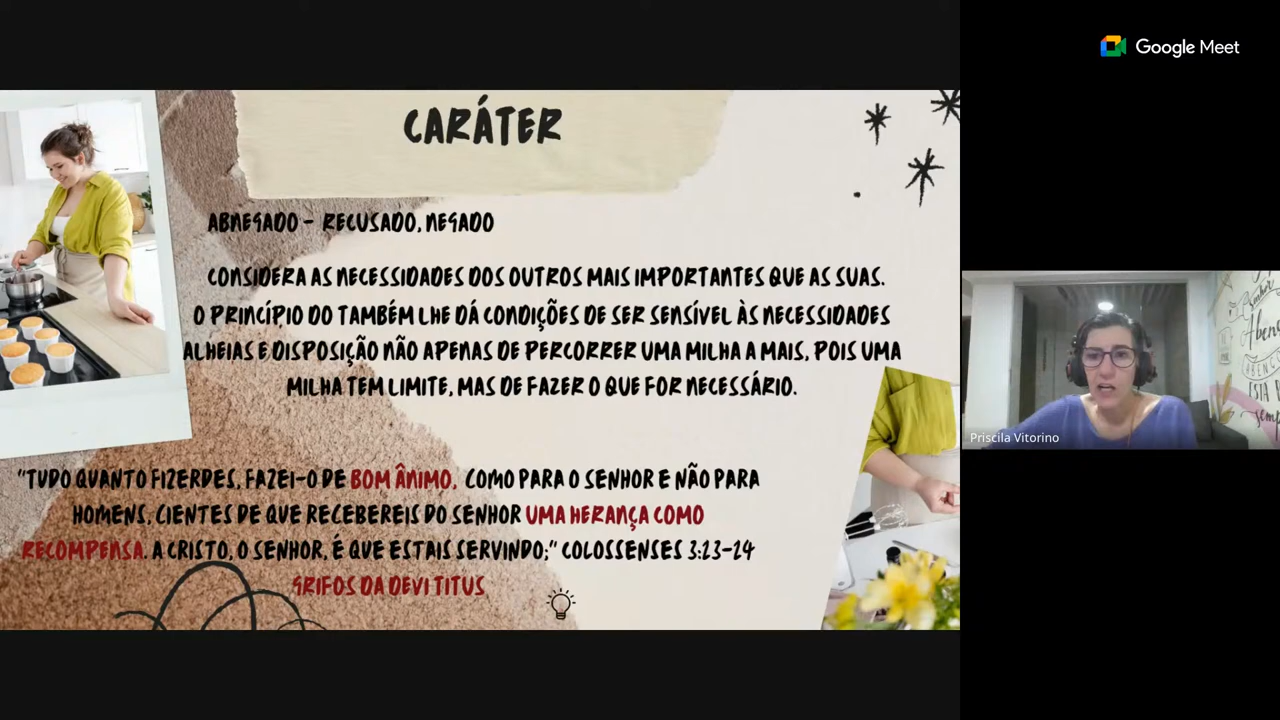 Google Meet
CARÁTER
ABNEGADO - RECUSADO, NEGADO
CONSIDERA AS NECESSIDADES DOS OUTROS MAIS IMPORTANTES QUE AS SUAS.
O PRINCÍPIO DO TAMBÉM LHE DÁ CONDIÇÕES DE SER SENSÍVEL ÀS NECESSIDADES
ALHEIAS E DISPOSIÇÃO NÃO APENAS DE PERCORRER UMA MILHA A MAIS, POIS UMA
MILHA TEM LIMITE, MAS DE FAZER O QUE FOR NECESSÁRIO.
"TUDO QUANTO FIZERDES, FAZEI-O DE BOM ÂNIMO, COMO PARA O SENHOR E NÃO PARA
HOMENS, CIENTES DE QUE RECEBEREIS DO SENHOR UMA HERANÇA COMO
RECOMPENSA. A CRISTO, O SENHOR, É QUE ESTAIS SERVINDO;" COLOSSENSES 3:23-24
GRIFOS DA DEVI TITUS
Priscila Vitorino